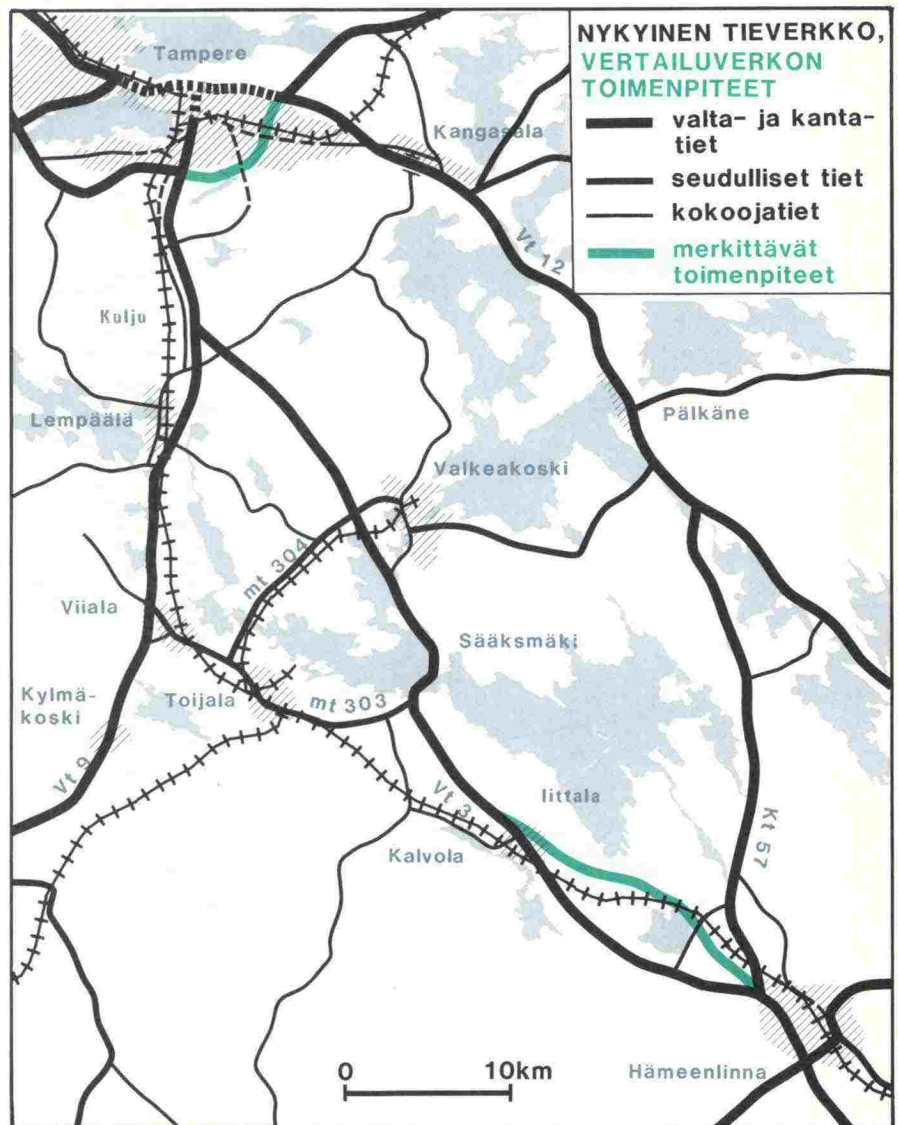 NYKYINEN TIEVERKKO,
VERTAILUVERKON
TOIMENPITEET
valta- ja kanta-
tiet
seudulliset tiet
kokoojatiet
merkittävät
toimenpiteet
Tampere
Kangasala
Vt 12
Kulju
Lempäälä
Pälkäne
Valkeakoski
mt 304
Viiala
Sääksmäki
Kylmä-
koski
Toijala
mt 303
Vt 9
Vt 3
Iittala
Kt 57
Kalvola
0 10km
Hämeenlinna